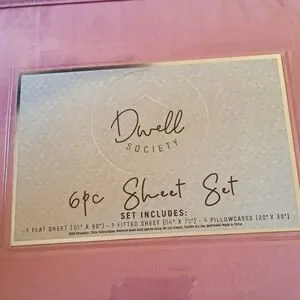 Dwell
SOCIETY
6pc Sheet Set
SET INCLUDES:
- 1 FLAT SHEET (81" X 96") - 1 FITTED SHEET (54" X 75") - 4 PILLOWCASES (20" X 30")